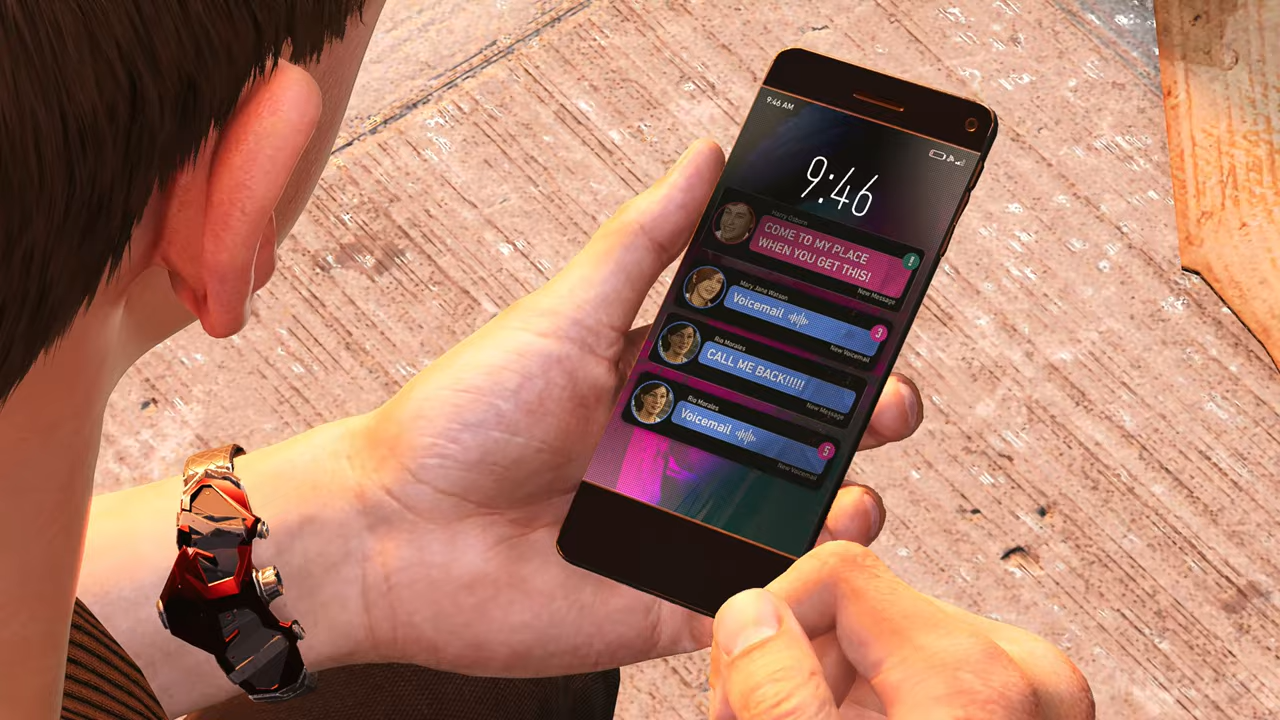 9:46 AM
9:46
Harry Osborn
COME TO MY PLACE
WHEN YOU GET THIS!
!
New Message
Mary Jane Watson
Voicemail
3
New Voicemail
Rio Morales
CALL ME BACK!!!!!
New Message
Rio Morales
Voicemail
5
New Voicemail